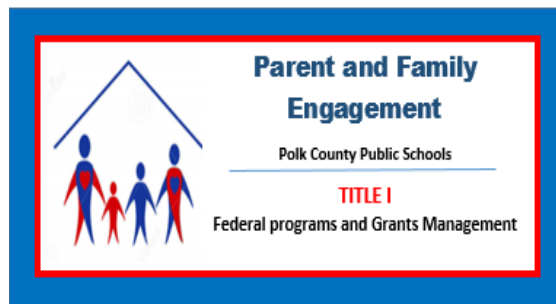 Parent and Family
Engagement
Polk County Public Schools
TITLE I
Federal programs and Grants Management